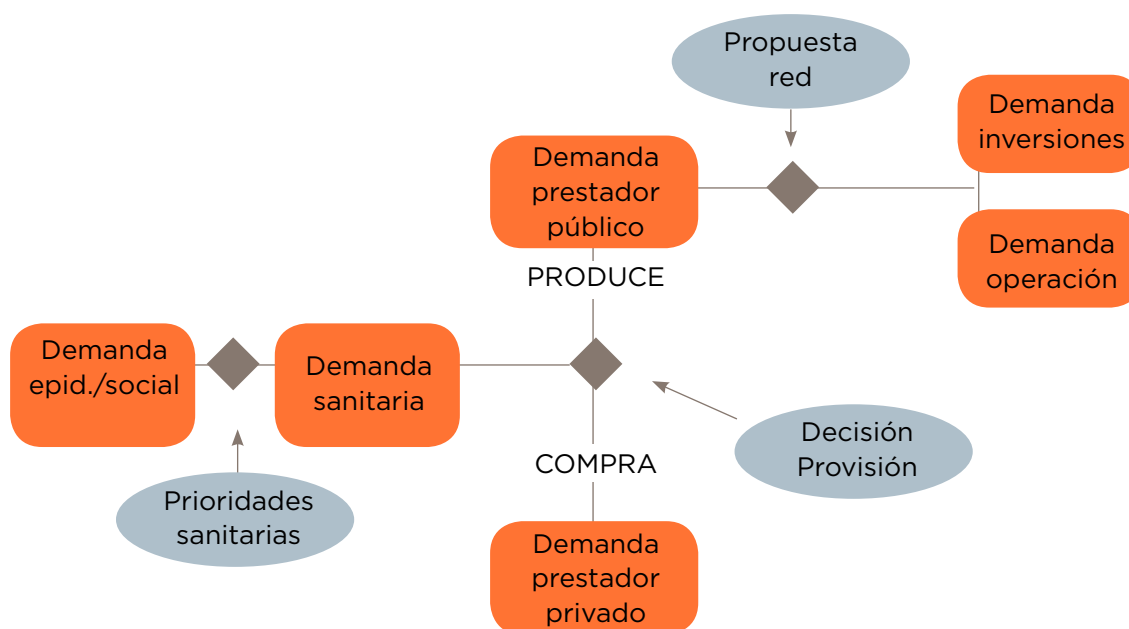 Propuesta
red
Demanda
inversiones
Demanda
prestador
público
Demanda
operación
PRODUCE
Demanda
epid./social
Demanda
sanitaria
Decisión
Provisión
COMPRA
Prioridades
sanitarias
Demanda
prestador
privado